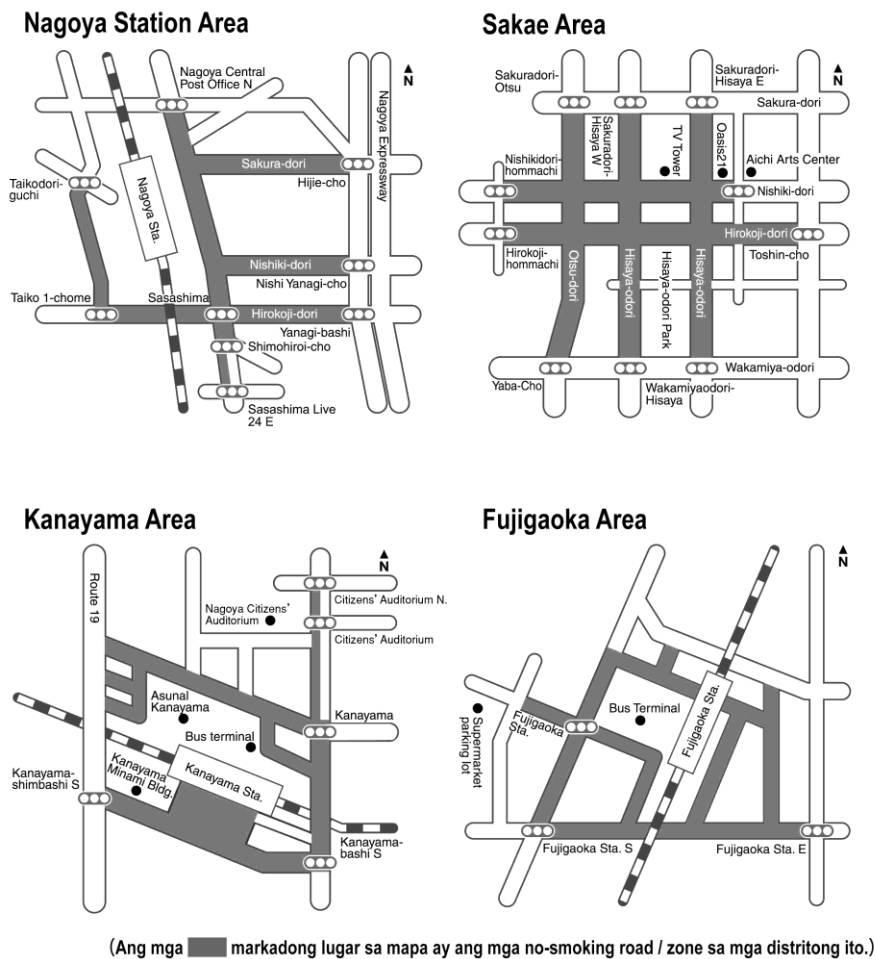 Nagoya Station Area
Nagoya Central
Post Office N
N
Nagoya Expressway
Sakura-dori
Hijie-cho
Taikodori-
guchi
Nagoya Sta.
Nishiki-dori
Nishi Yanagi-cho
Taiko 1-chome
Sasashima
Hirokoji-dori
Yanagi-bashi
Shimohiroi-cho
Sasashima Live
24 E
Sakae Area
Sakuradori-
Otsu
Sakuradori-
Hisaya E
N
Sakura-dori
Sakuradori-
Hisaya W
TV Tower
Oasis21
Aichi Arts Center
Nishikidori-
hommachi
Nishiki-dori
Hirokoji-dori
Hirokoji-
hommachi
Toshin-cho
Otsu-dori
Hisaya-odori
Hisaya-odori Park
Hisaya-odori
Wakamiya-odori
Yaba-Cho
Wakamiyaodori-
Hisaya
Kanayama Area
N
Route 19
Citizens' Auditorium N.
Nagoya Citizens'
Auditorium
Citizens' Auditorium
Asunal
Kanayama
Kanayama
Bus terminal
Kanayama
Minami Bldg.
Kanayama Sta.
Kanayama-
shimbashi S
Kanayama-
bashi S
Fujigaoka Area
N
Fujigaoka
Sta.
Bus Terminal
Fujigaoka Sta.
Supermarket
parking lot
Fujigaoka Sta. S
Fujigaoka Sta. E
(Ang mga markadong lugar sa mapa ay ang mga no-smoking road / zone sa mga distritong ito.)